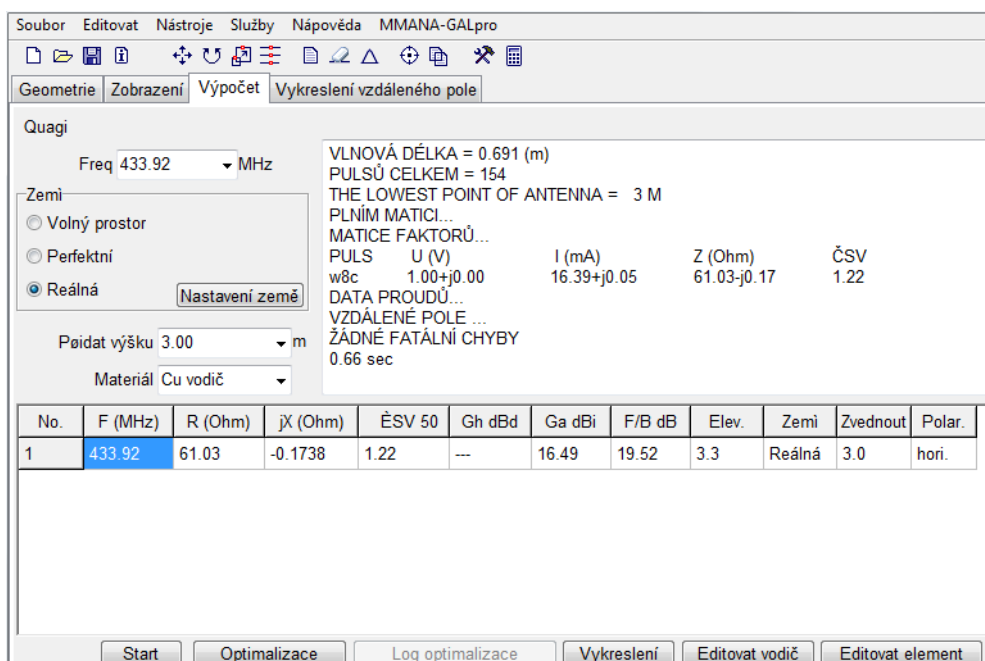 Soubor Editovat Nástroje Služby Nápověda MMANA-GALpro
Geometrie Zobrazení Výpočet Vykreslení vzdáleného pole
Quagi
Freq 433.92 MHz
Zemì
Volný prostor
Perfektní
Reálná Nastavení země
Pøidat výšku 3.00 m
Materiál Cu vodič
VLNOVÁ DÉLKA = 0.691 (m)
PULSŮ CELKEM = 154
THE LOWEST POINT OF ANTENNA = 3 M
PLNÍM MATICI...
MATICE FAKTORŮ...
PULS U (V) I (mA) Z (Ohm) ČSV
w8c 1.00+j0.00 16.39+j0.05 61.03-j0.17 1.22
DATA PROUDŮ...
VZDÁLENÉ POLE ...
ŽÁDNÉ FATÁLNÍ CHYBY
0.66 sec
No. F (MHz) R (Ohm) jX (Ohm) ÈSV 50 Gh dBd Ga dBi F/B dB Elev. Zemì Zvednout Polar.
1 433.92 61.03 -0.1738 1.22 --- 16.49 19.52 3.3 Reálná 3.0 hori.
Start Optimalizace Log optimalizace Vykreslení Editovat vodič Editovat element